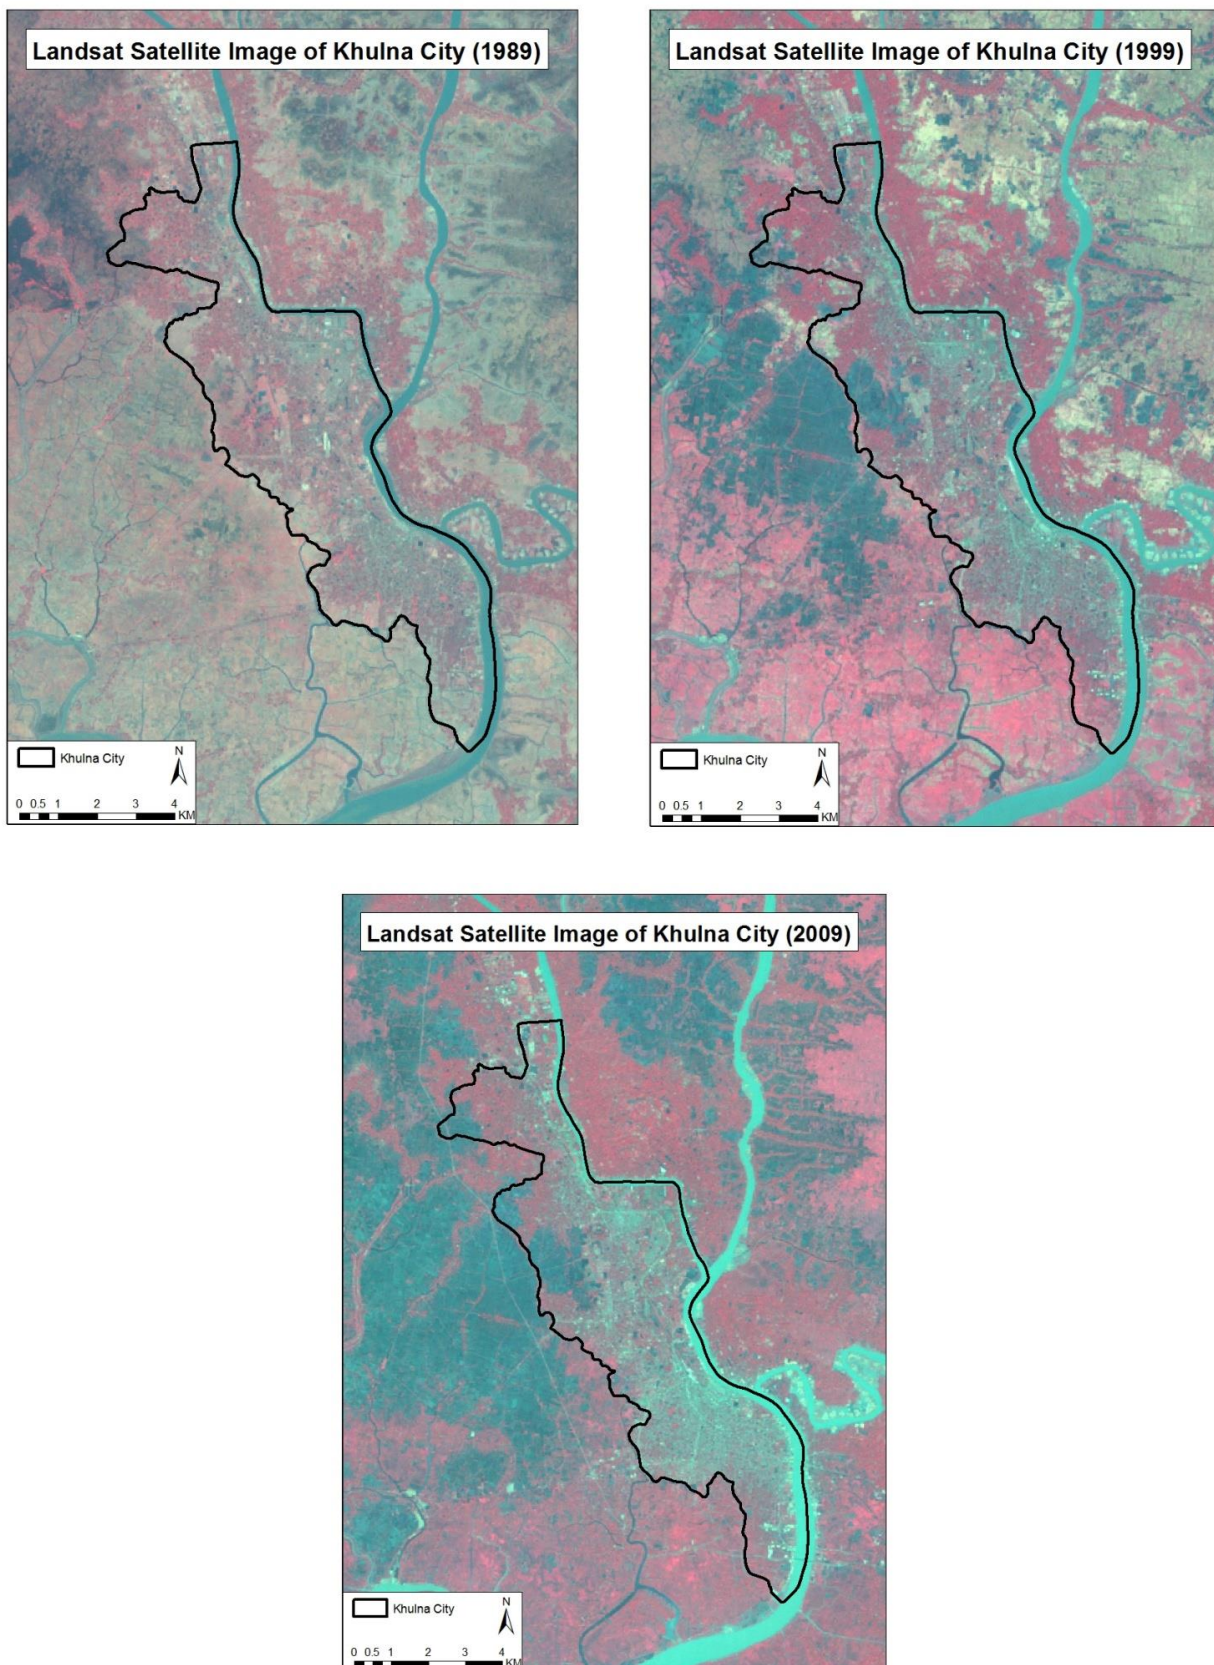 Landsat Satellite Image of Khulna City (1989)
Khulna City
N
0 0.5 1 2 3 4
KM
Landsat Satellite Image of Khulna City (1999)
Khulna City
N
0 0.5 1 2 3 4
KM
Landsat Satellite Image of Khulna City (2009)
Khulna City
N
0 0.5 1 2 3 4
KM